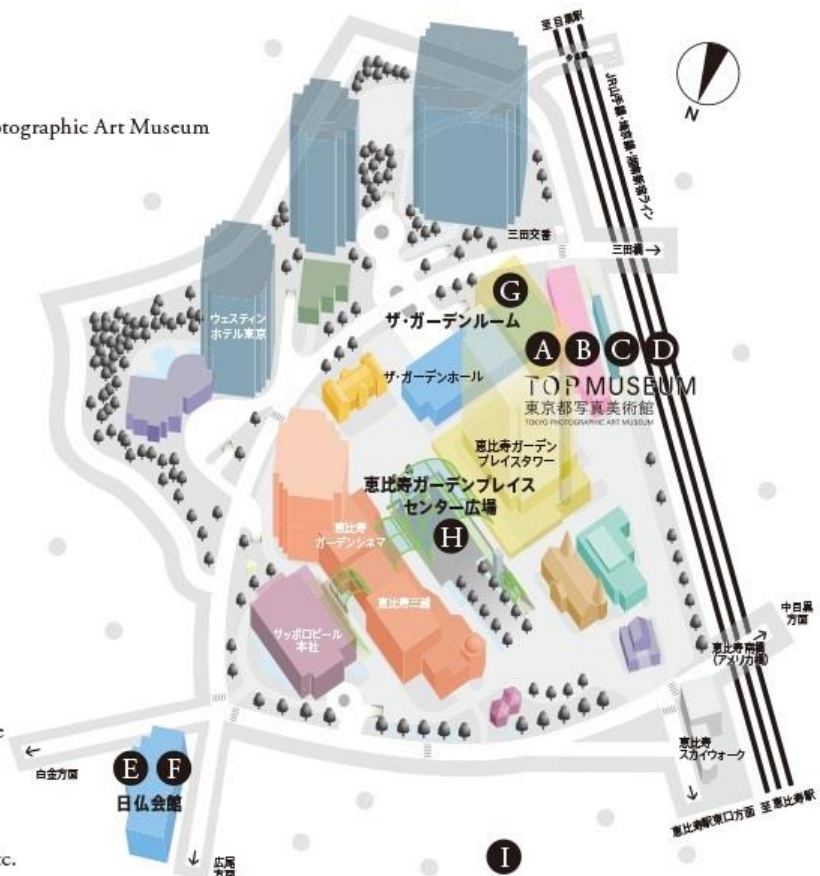 至目黒駅
JR山手線・埼京線・湘南新宿ライン
N
otographic Art Museum
三田交番
三田橋→
G
ザ・ガーデンルーム
ウェスティン
ホテル東京
A B C D
ザ・ガーデンホール
TOP MUSEUM
東京都写真美術館
TOKYO PHOTOGRAPHIC ART MUSEUM
恵比寿ガーデン
プレイスタワー
恵比寿ガーデンプレイス
センター広場
H
恵比寿
ガーデンシネマ
恵比寿三越
サッポロビール
本社
中目黒
方面
恵比寿南橋
(アメリカ橋)
e
←
白金方面
E F
日仏会館
恵比寿
スカイウォーク
恵比寿駅東口方面
至恵比寿駅
tc.
広尾
方面
I